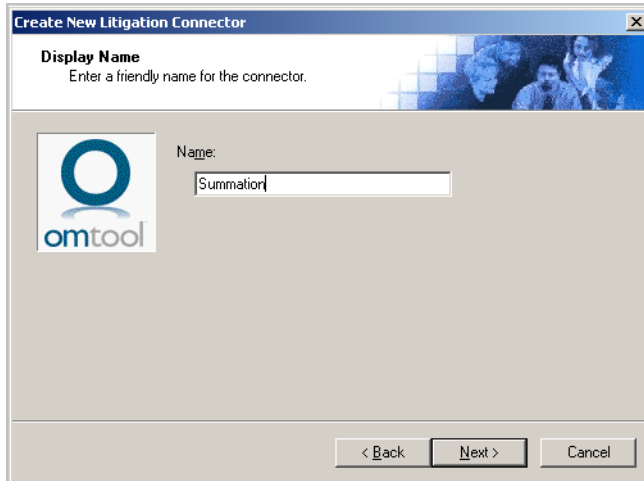 Create New Litigation Connector
Display Name
Enter a friendly name for the connector.
Name:
Summation
omtool
< Back
Next >
Cancel